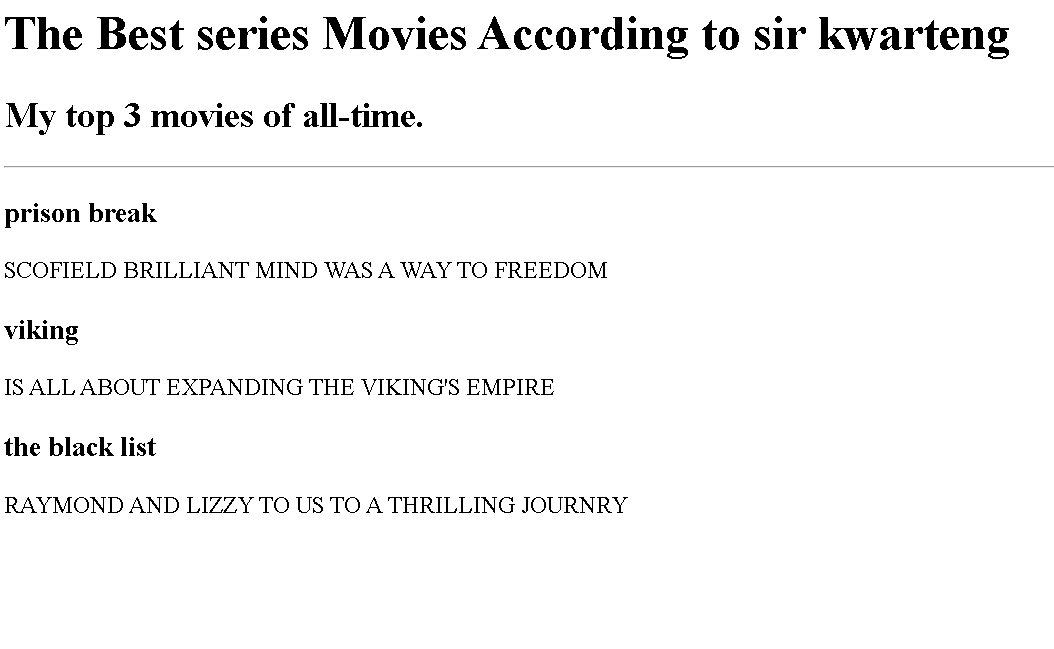 The Best series Movies According to sir kwarteng
My top 3 movies of all-time.
prison break
SCOFIELD BRILLIANT MIND WAS A WAY TO FREEDOM
viking
IS ALL ABOUT EXPANDING THE VIKING'S EMPIRE
the black list
RAYMOND AND LIZZY TO US TO A THRILLING JOURNRY